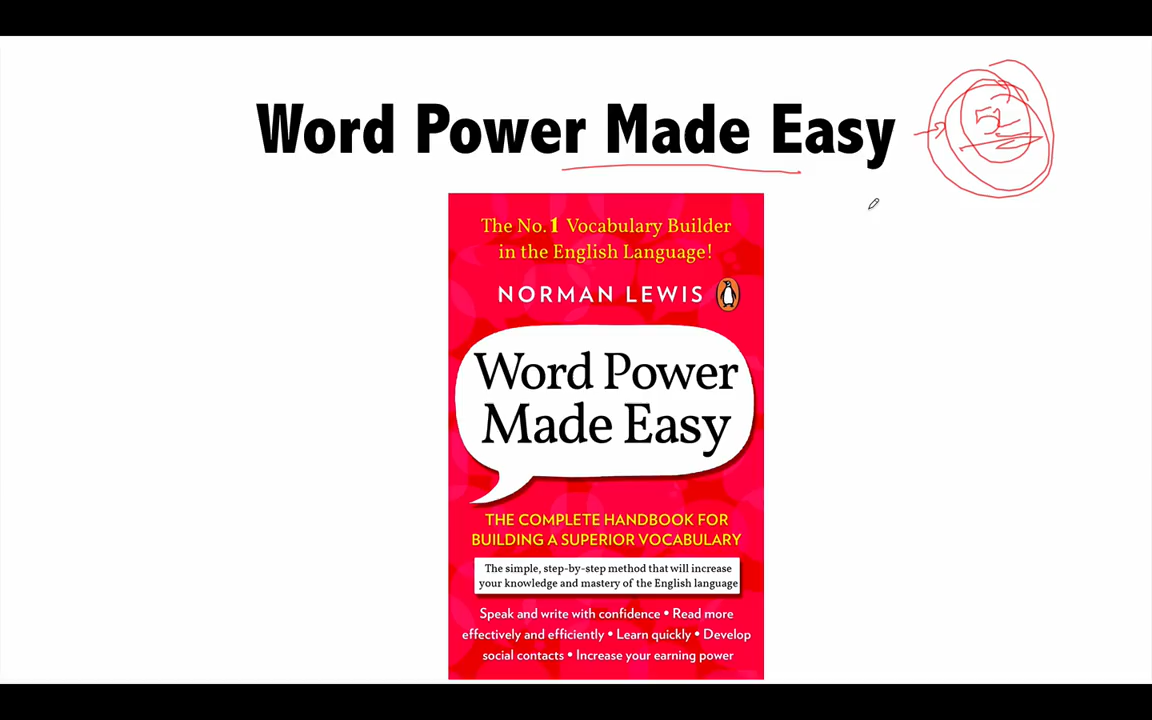 Word Power Made Easy
52
The No.1 Vocabulary Builder
in the English Language!
NORMAN LEWIS
Word Power
Made Easy
THE COMPLETE HANDBOOK FOR
BUILDING A SUPERIOR VOCABULARY
The simple, step-by-step method that will increase
your knowledge and mastery of the English language
Speak and write with confidence • Read more
effectively and efficiently • Learn quickly • Develop
social contacts • Increase your earning power